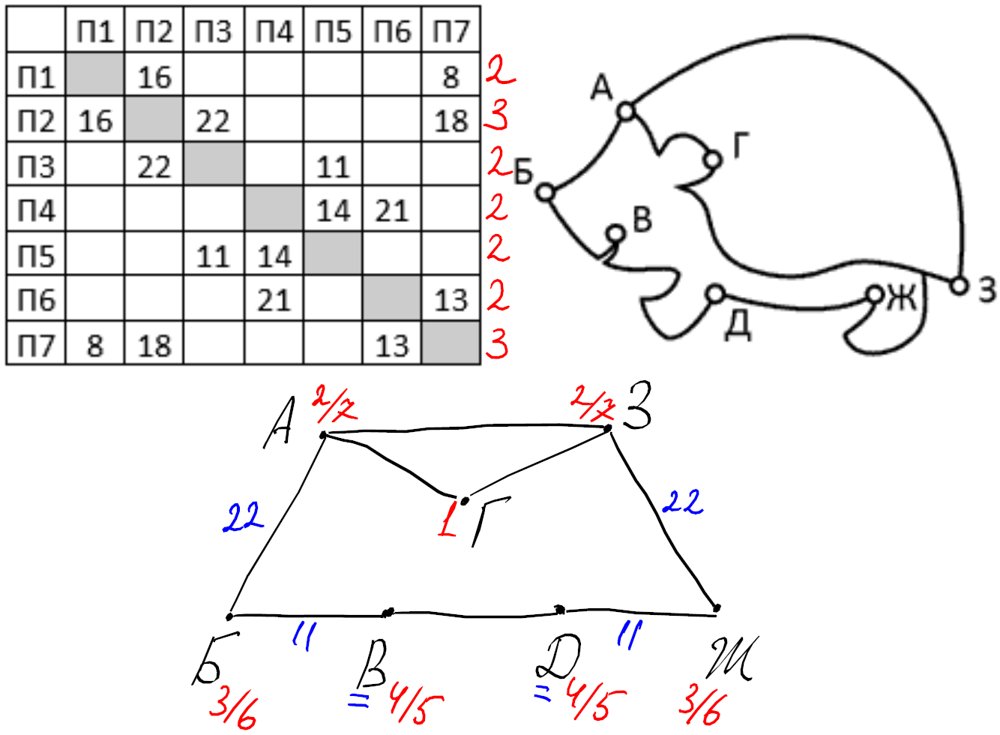 П1 П2 П3 П4 П5 П6 П7
П1 16 8 2
П2 16 22 18 3
П3 22 11 2
П4 14 21 2
П5 11 14 2
П6 21 13 2
П7 8 18 13 3
А
Г
Б
В
Д
Ж
З
А 2/7 2/7 З
22 1 Г 22
11 11
Б В Д Ж
3/6 = 4/5 = 4/5 3/6